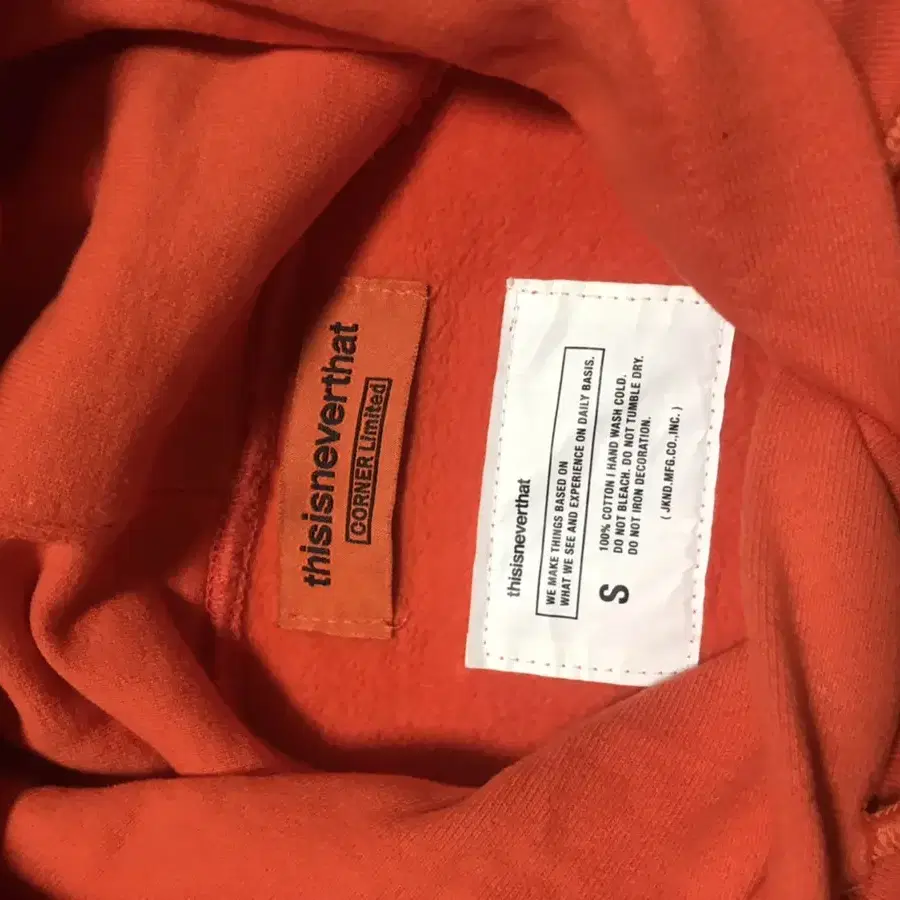 thisisneverthat
CORNER Limited
thisisneverthat
WE MAKE THINGS BASED ON
WHAT WE SEE AND EXPERIENCE ON DAILY BASIS.
S
100% COTTON / HAND WASH COLD.
DO NOT BLEACH. DO NOT TUMBLE DRY.
DO NOT IRON DECORATION.
( JKND.MFG.CO.,INC. )